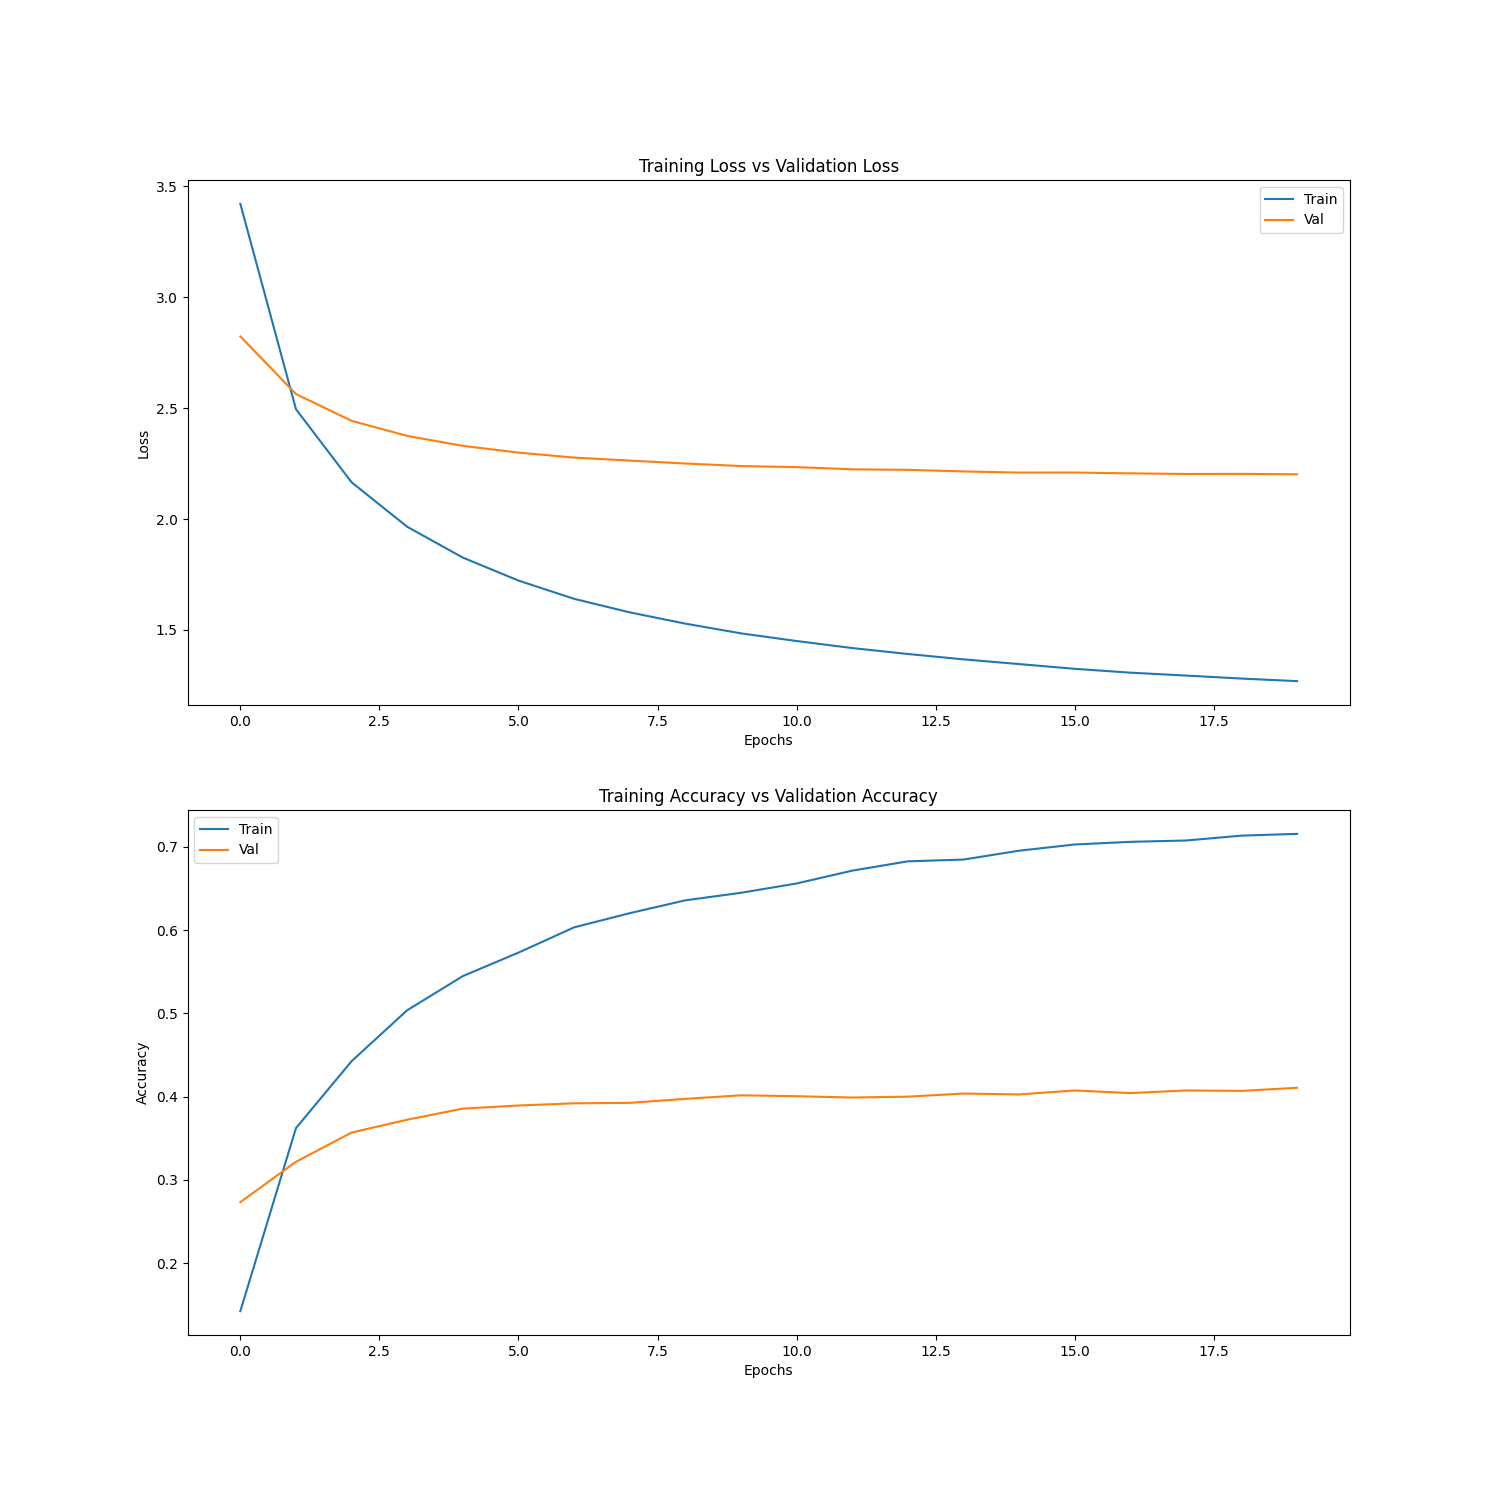 Training Loss vs Validation Loss
3.5
3.0
2.5
2.0
1.5
Loss
Train
Val
0.0 2.5 5.0 7.5 10.0 12.5 15.0 17.5
Epochs
Training Accuracy vs Validation Accuracy
Train
Val
0.7
0.6
0.5
0.4
0.3
0.2
Accuracy
0.0 2.5 5.0 7.5 10.0 12.5 15.0 17.5
Epochs